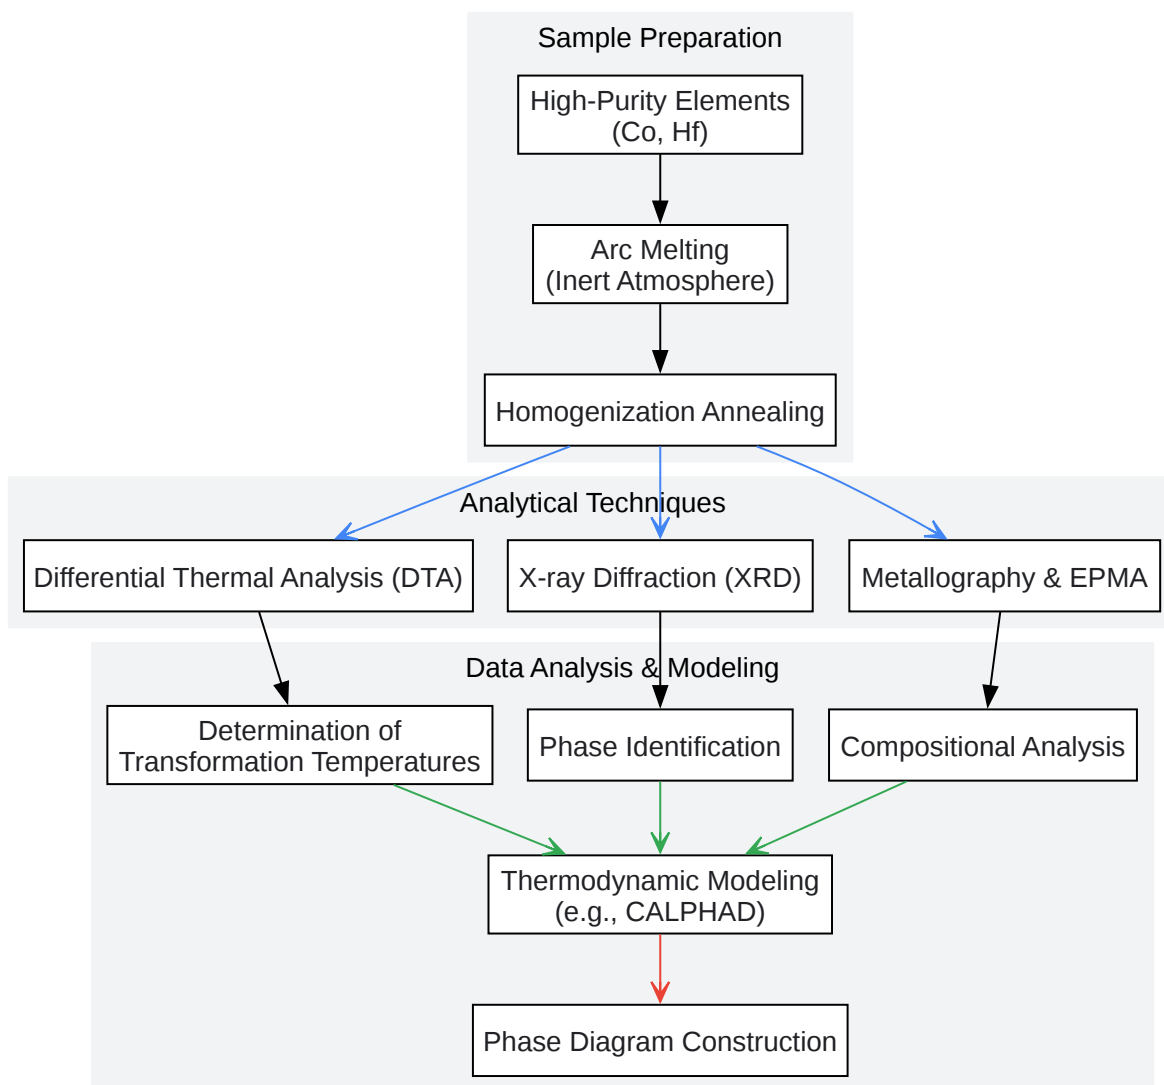 Sample Preparation
High-Purity Elements
(Co, Hf)
Arc Melting
(Inert Atmosphere)
Homogenization Annealing
Analytical Techniques
Differential Thermal Analysis (DTA)
X-ray Diffraction (XRD)
Metallography & EPMA
Data Analysis & Modeling
Determination of
Transformation Temperatures
Phase Identification
Compositional Analysis
Thermodynamic Modeling
(e.g., CALPHAD)
Phase Diagram Construction